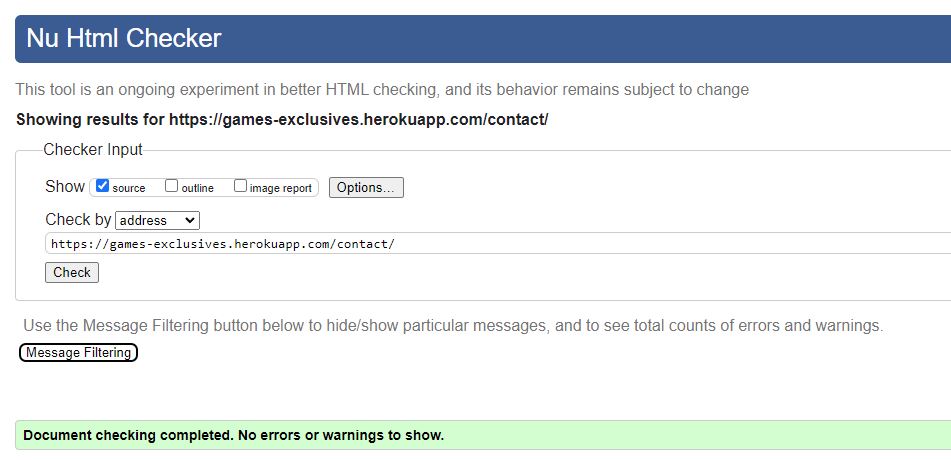 Nu Html Checker
This tool is an ongoing experiment in better HTML checking, and its behavior remains subject to change
Showing results for https://games-exclusives.herokuapp.com/contact/
Checker Input
Show source outline image report Options...
Check by address
https://games-exclusives.herokuapp.com/contact/
Check
Use the Message Filtering button below to hide/show particular messages, and to see total counts of errors and warnings.
Message Filtering
Document checking completed. No errors or warnings to show.